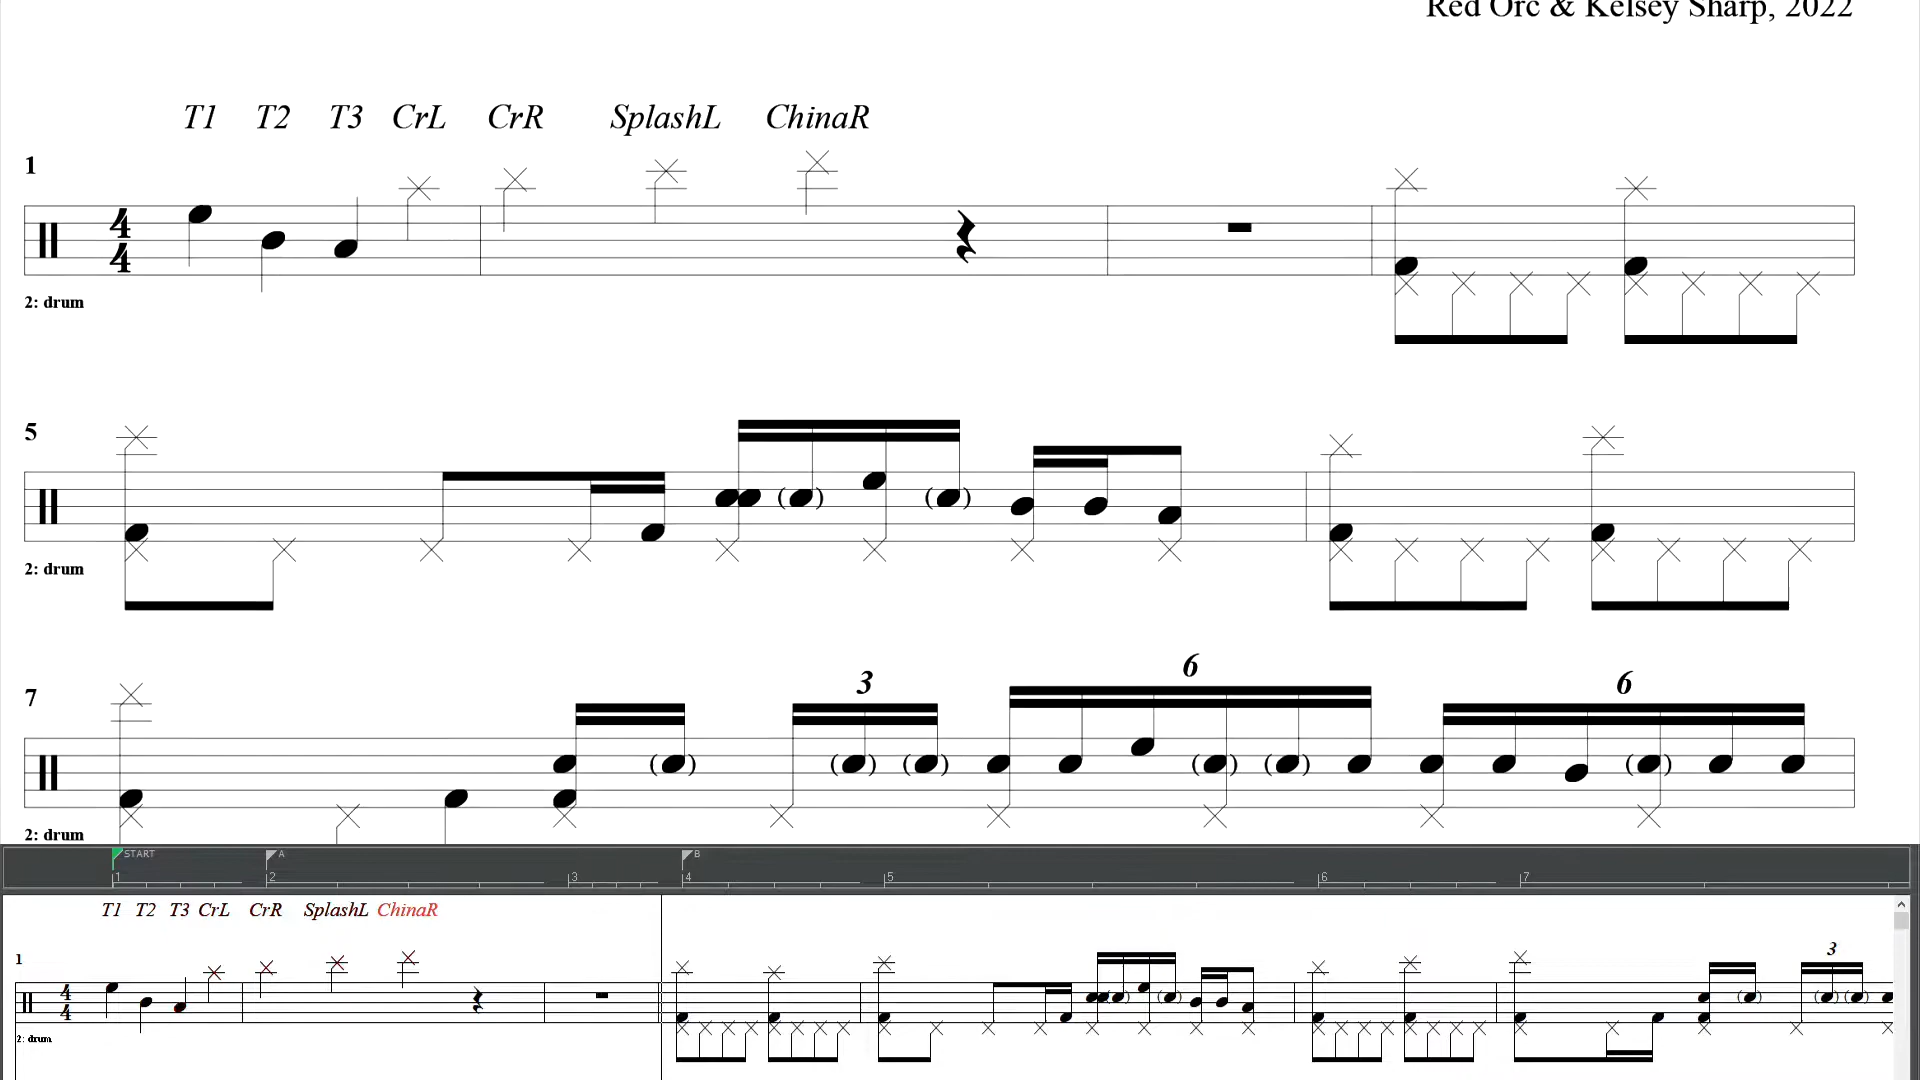 Red Orc & Kelsey Sharp, 2022
T1 T2 T3 CrL CrR SplashL ChinaR
1
4
4
2: drum
5
2: drum
6
3 6
7
2: drum
START A B
1 2 3 4 5 6 7
T1 T2 T3 CrL CrR SplashL ChinaR
3
1
4
4
2: drum